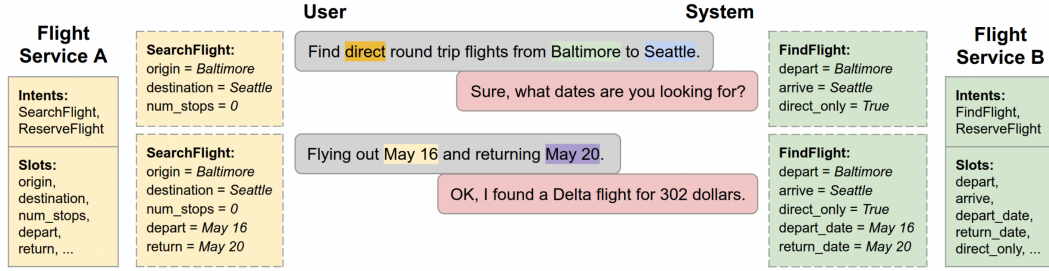 User
System
Flight
Service A
Intents:
SearchFlight,
ReserveFlight
Slots:
origin,
destination,
num_stops,
depart,
return, ...
SearchFlight:
origin = Baltimore
destination = Seattle
num_stops = 0
SearchFlight:
origin = Baltimore
destination = Seattle
num_stops = 0
depart = May 16
return = May 20
Find direct round trip flights from Baltimore to Seattle.
Sure, what dates are you looking for?
Flying out May 16 and returning May 20.
OK, I found a Delta flight for 302 dollars.
FindFlight:
depart = Baltimore
arrive = Seattle
direct_only = True
FindFlight:
depart = Baltimore
arrive = Seattle
direct_only = True
depart_date = May 16
return_date = May 20
Flight
Service B
Intents:
FindFlight,
ReserveFlight
Slots:
depart,
arrive,
depart_date,
return_date,
direct_only, ...